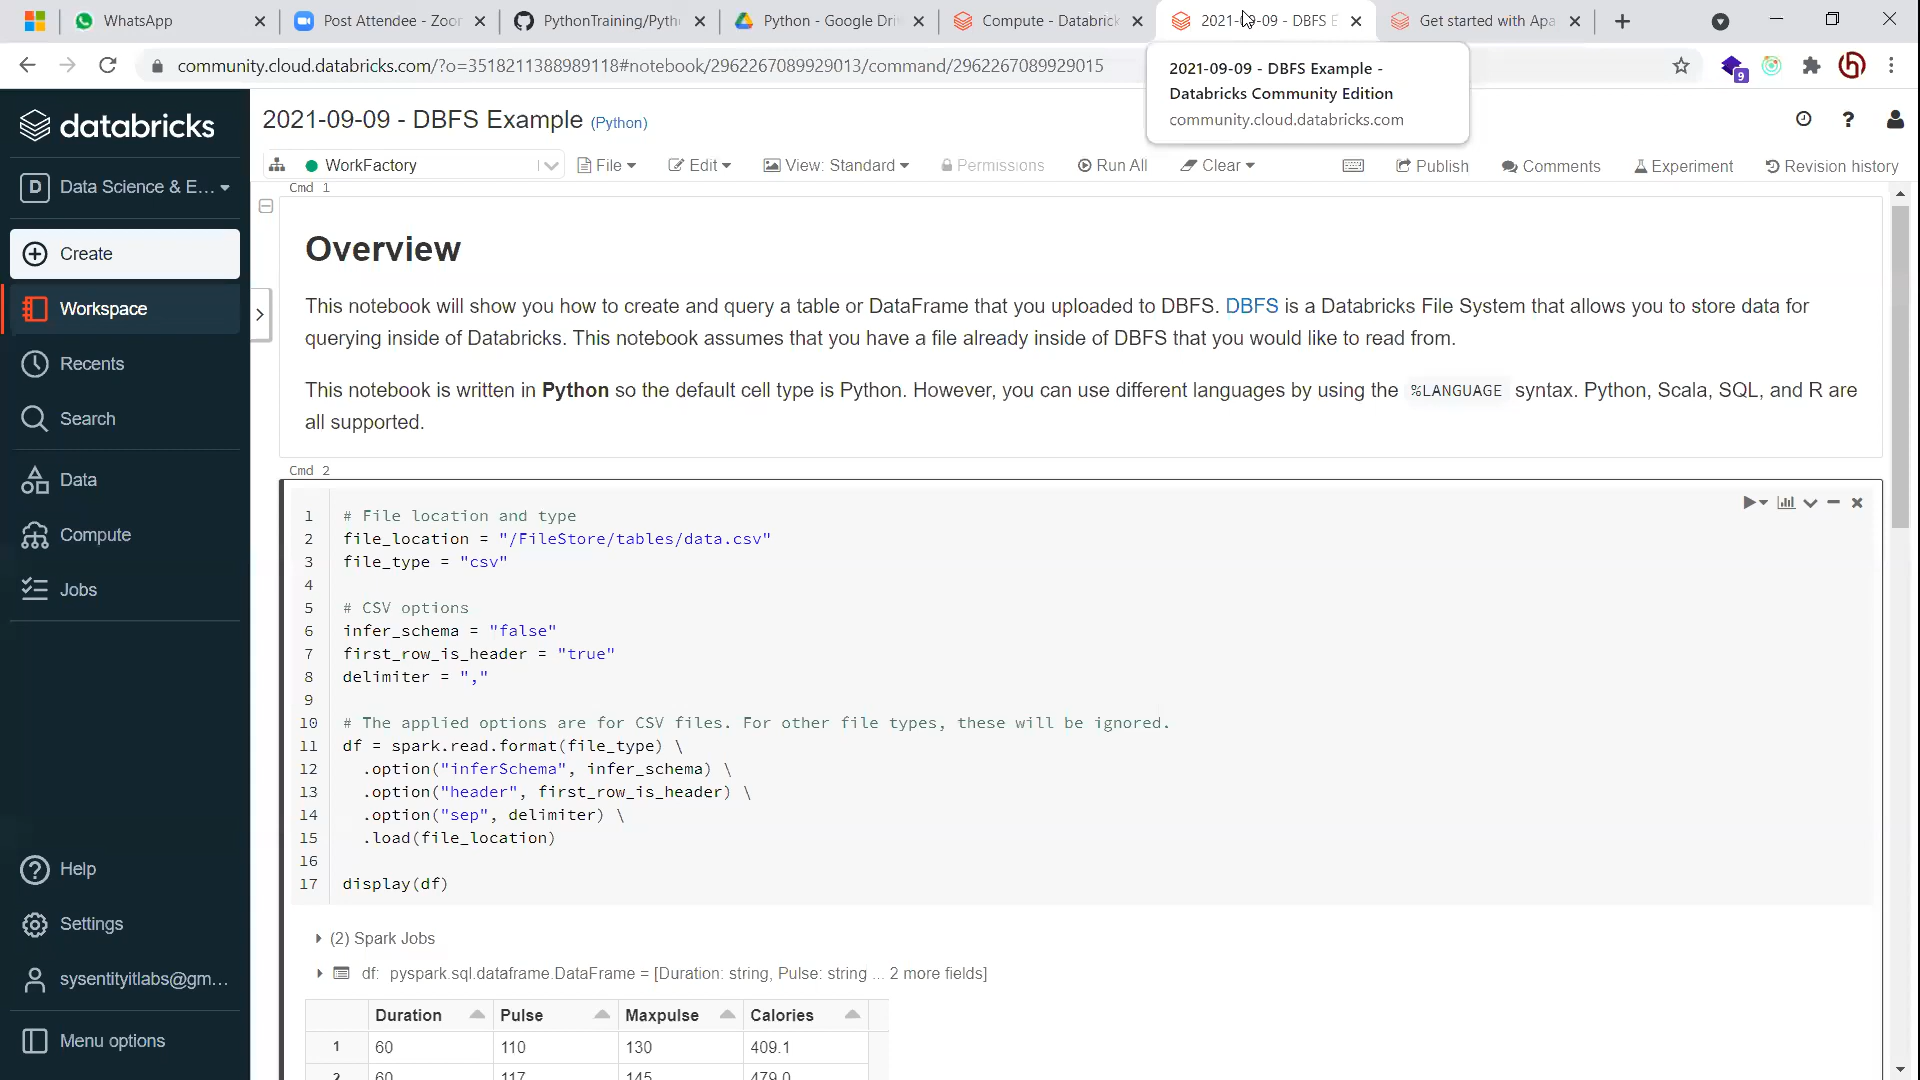 WhatsApp
Post Attendee - Zoor
PythonTraining/Pyth
Python - Google Dri
Compute - Databrick
2021-09-09 - DBFS E
Get started with Apa
community.cloud.databricks.com/?o=3518211388989118#notebook/2962267089929013/command/2962267089929015
9
2021-09-09 - DBFS Example -
Databricks Community Edition
community.cloud.databricks.com
databricks
2021-09-09 - DBFS Example (Python)
WorkFactory
File
Edit
View: Standard
Permissions
Run All
Clear
Publish
Comments
Experiment
Revision history
D Data Science & E...
Create
Workspace
Recents
Search
Data
Compute
Jobs
Help
Settings
sysentityitlabs@gm...
Menu options
Cmd 1
Overview
This notebook will show you how to create and query a table or DataFrame that you uploaded to DBFS. DBFS is a Databricks File System that allows you to store data for
querying inside of Databricks. This notebook assumes that you have a file already inside of DBFS that you would like to read from.
This notebook is written in Python so the default cell type is Python. However, you can use different languages by using the %LANGUAGE syntax. Python, Scala, SQL, and R are
all supported.
Cmd 2
1 # File location and type
2 file_location = "/FileStore/tables/data.csv"
3 file_type = "csv"
4
5 # CSV options
6 infer_schema = "false"
7 first_row_is_header = "true"
8 delimiter = ","
9
10 # The applied options are for CSV files. For other file types, these will be ignored.
11 df = spark.read.format(file_type) \
12 .option("inferSchema", infer_schema) \
13 .option("header", first_row_is_header) \
14 .option("sep", delimiter) \
15 .load(file_location)
16
17 display(df)
(2) Spark Jobs
df: pyspark.sql.dataframe.DataFrame = [Duration: string, Pulse: string ... 2 more fields]
Duration Pulse Maxpulse Calories
1 60 110 130 409.1
2 60 117 145 479.0